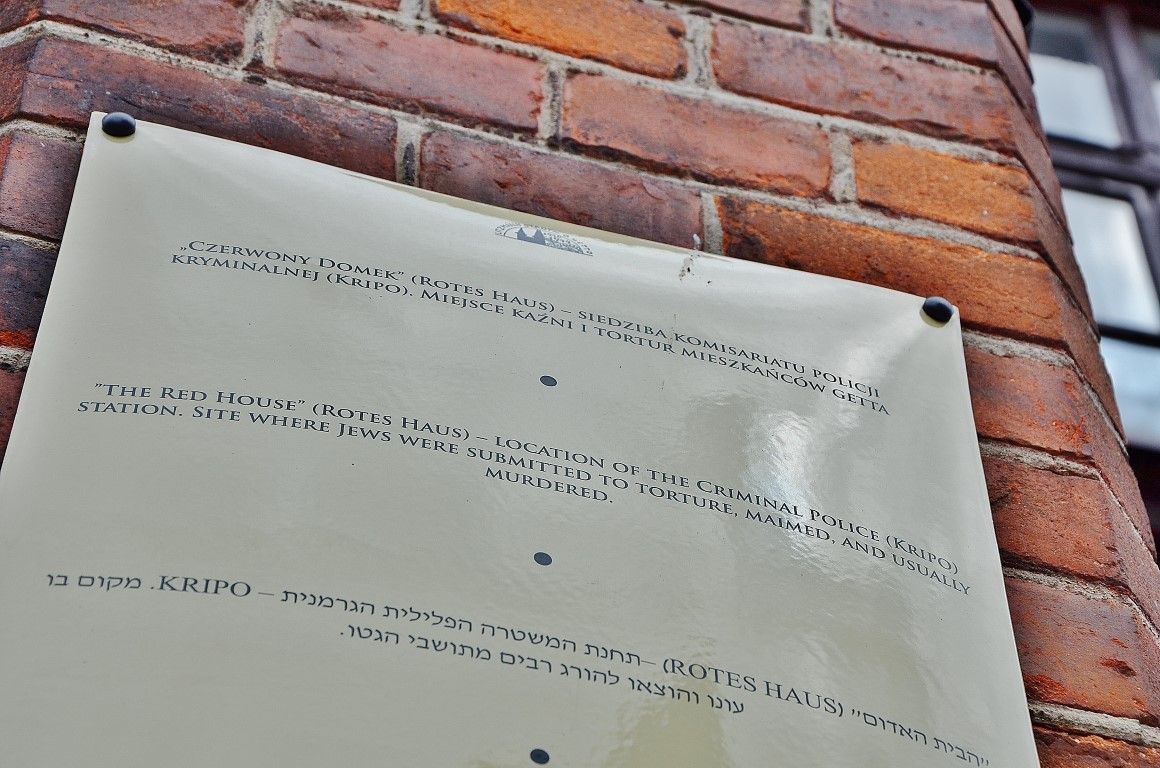 „Czerwony Domek” (Rotes Haus) – siedziba komisariatu policji
kryminalnej (Kripo). Miejsce kaźni i tortur mieszkańców getta
”The Red House” (Rotes Haus) – location of the Criminal Police (Kripo)
station. Site where Jews were submitted to torture, maimed, and usually
murdered.
"הבית האדום" (ROTES HAUS) – תחנת המשטרה הפלילית הגרמנית – KRIPO. מקום בו
עונו והוצאו להורג רבים מתושבי הגטו.